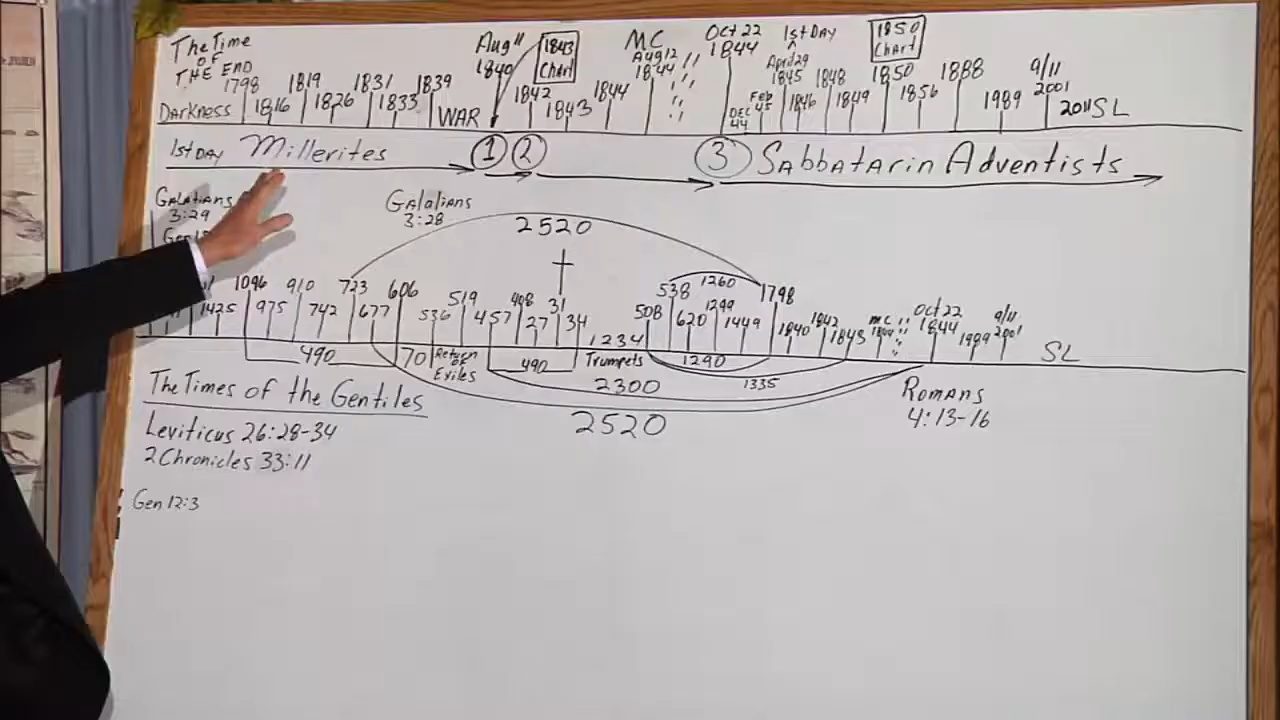 The Time
of
THE END
1798
1816
1819
1826
1831
1833
1839
WAR
Aug 11
1840
1843
Chart
1842
1843
1844
MC
Aug 12
1844
Oct 22
1844
DEC
44
Feb
45
1st Day
April 29
1845
1846
1848
1849
1850
Chart
1850
1856
1888
1989
9/11
2001
2011 SL
Darkness
1st DAY Millerites
1 2 3 Sabbatarin Adventists
Galatians
3:29
Galatians
3:28
2520
1425
1096
975
910
742
723
677
606
536
519
457
408
27
31
34
1234
508
538
1260
620
1299
1449
1798
1840
1842
1843
MC
1844
Oct 22
1844
1989
9/11
2001
SL
490
70
Return
of
Exiles
490
Trumpets
1290
1335
2300
2520
Romans
4:13-16
The Times of the Gentiles
Leviticus 26:28-34
2 Chronicles 33:11
Gen 12:3